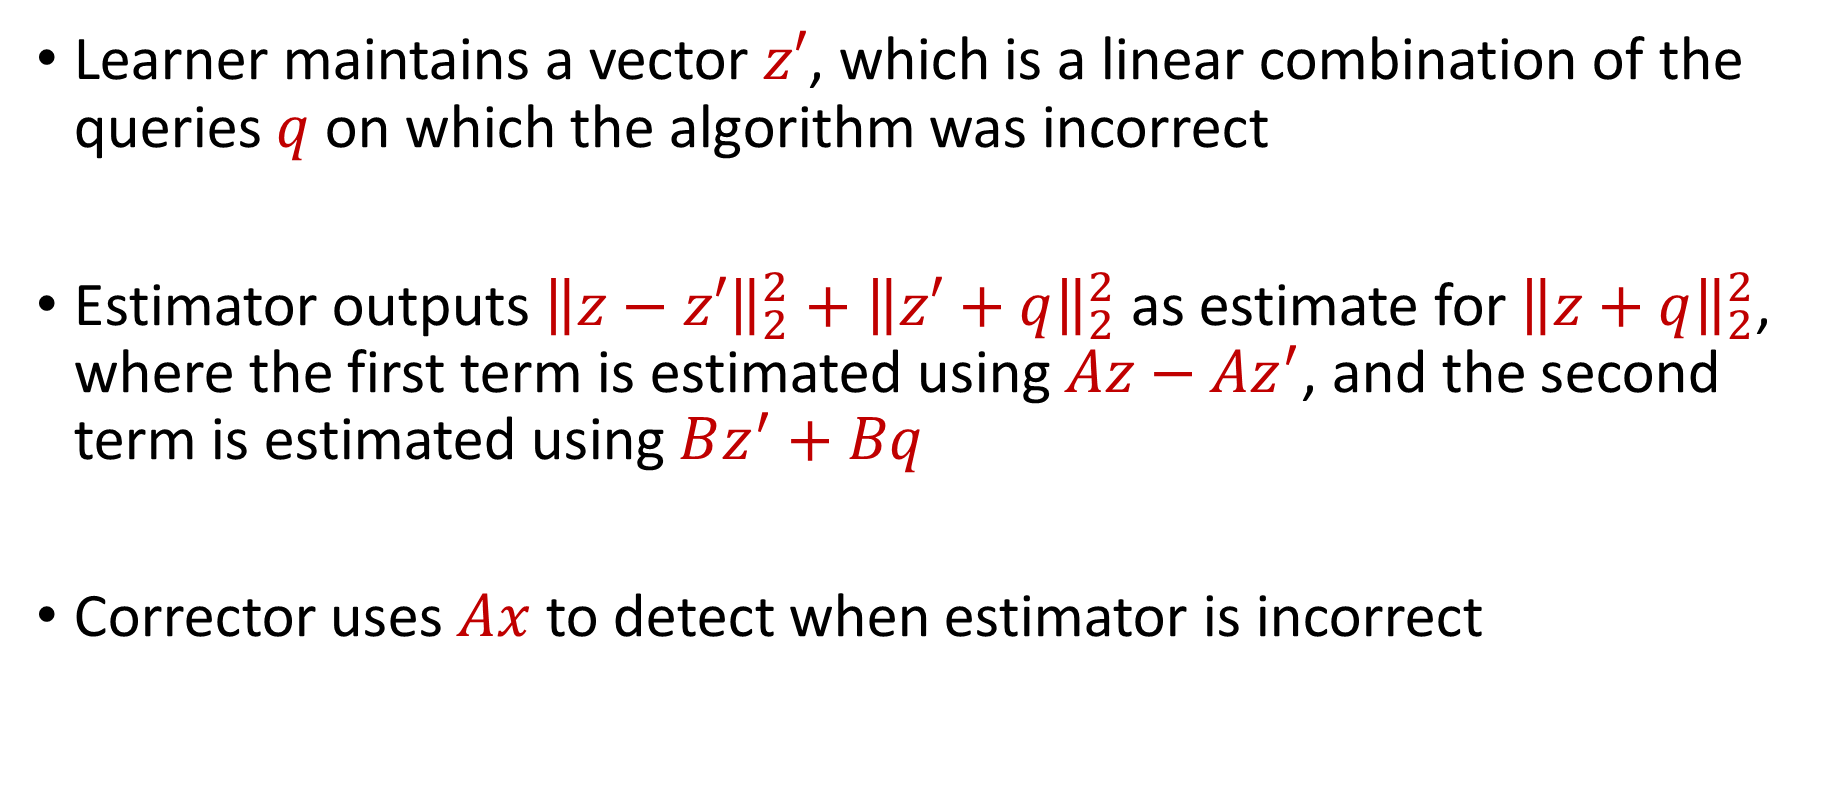 • Learner maintains a vector z′, which is a linear combination of the
queries q on which the algorithm was incorrect
• Estimator outputs ‖z − z′‖₂² + ‖z′ + q‖₂² as estimate for ‖z + q‖₂²,
where the first term is estimated using Az − Az′, and the second
term is estimated using Bz′ + Bq
• Corrector uses Ax to detect when estimator is incorrect